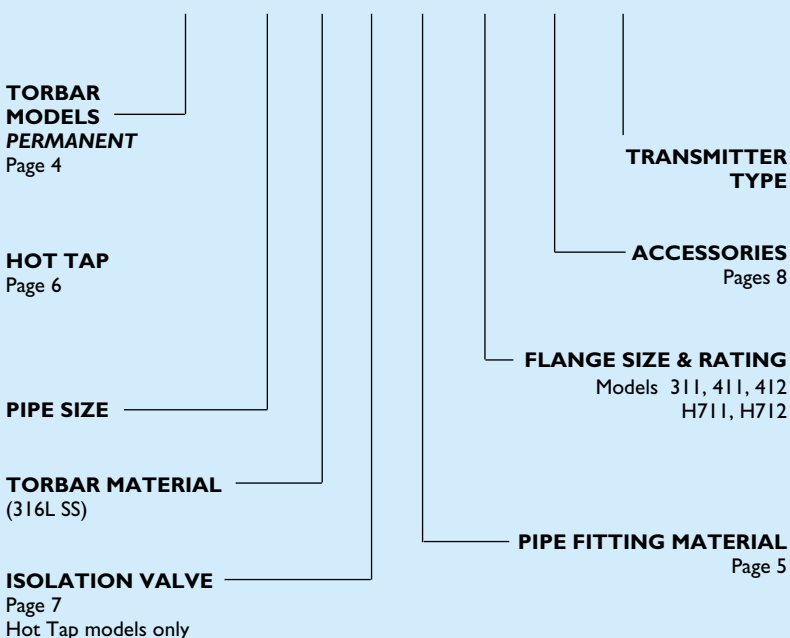 TORBAR
MODELS
PERMANENT
Page 4
HOT TAP
Page 6
PIPE SIZE
TORBAR MATERIAL
(316L SS)
ISOLATION VALVE
Page 7
Hot Tap models only
TRANSMITTER
TYPE
ACCESSORIES
Pages 8
FLANGE SIZE & RATING
Models 311, 411, 412
H711, H712
PIPE FITTING MATERIAL
Page 5